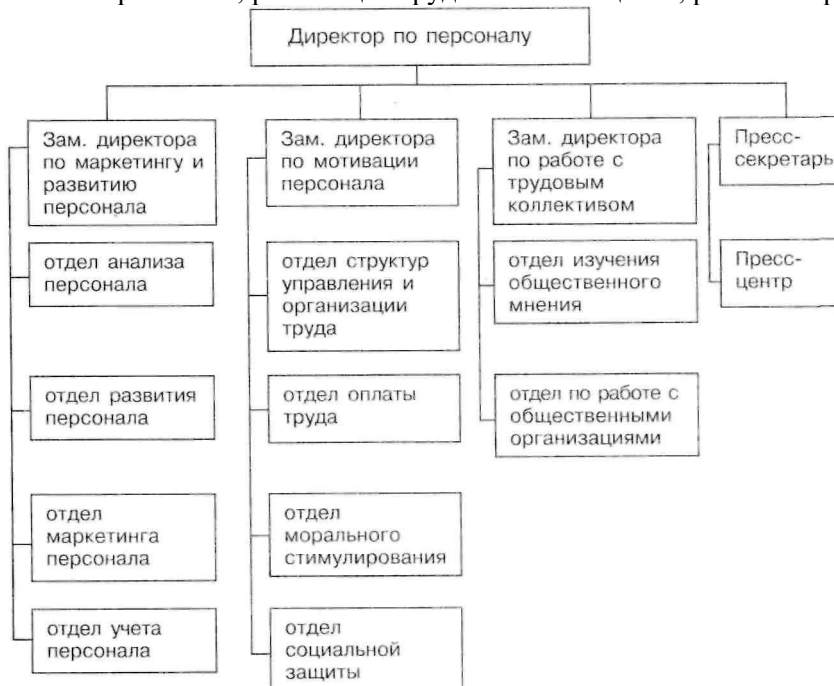 Директор по персоналу
Зам. директора
по маркетингу и
развитию
персонала
отдел анализа
персонала
отдел развития
персонала
отдел
маркетинга
персонала
отдел учета
персонала
Зам. директора
по мотивации
персонала
отдел структур
управления и
организации
труда
отдел оплаты
труда
отдел
морального
стимулирования
отдел
социальной
защиты
Зам. директора
по работе с
трудовым
коллективом
отдел изучения
общественного
мнения
отдел по работе с
общественными
организациями
Пресс-
секретарь
Пресс-
центр